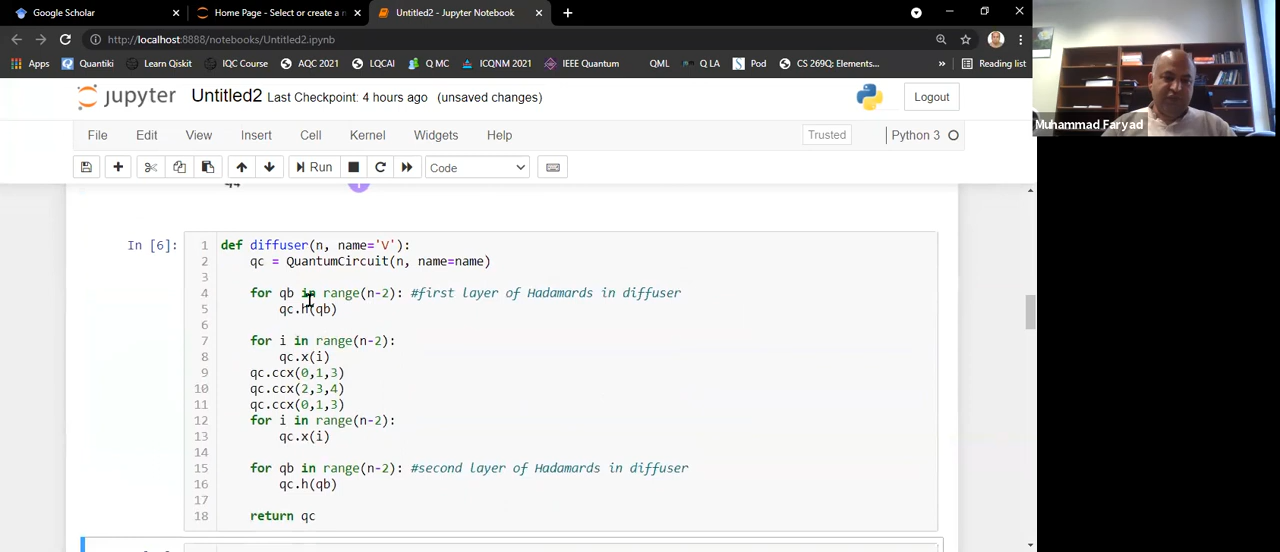 Google Scholar
Home Page - Select or create a n
Untitled2 - Jupyter Notebook
http://localhost:8888/notebooks/Untitled2.ipynb
Apps Quantiki Learn Qiskit IQC Course AQC 2021 LQCAI Q MC ICQNM 2021 IEEE Quantum QML Q LA Pod CS 269Q: Elements... » Reading list
jupyter Untitled2 Last Checkpoint: 4 hours ago (unsaved changes) Logout
Muhammad Faryad
File Edit View Insert Cell Kernel Widgets Help Trusted Python 3
Run Code
In [6]:
1 def diffuser(n, name='V'):
2 qc = QuantumCircuit(n, name=name)
3
4 for qb in range(n-2): #first layer of Hadamards in diffuser
5 qc.h(qb)
6
7 for i in range(n-2):
8 qc.x(i)
9 qc.ccx(0,1,3)
10 qc.ccx(2,3,4)
11 qc.ccx(0,1,3)
12 for i in range(n-2):
13 qc.x(i)
14
15 for qb in range(n-2): #second layer of Hadamards in diffuser
16 qc.h(qb)
17
18 return qc